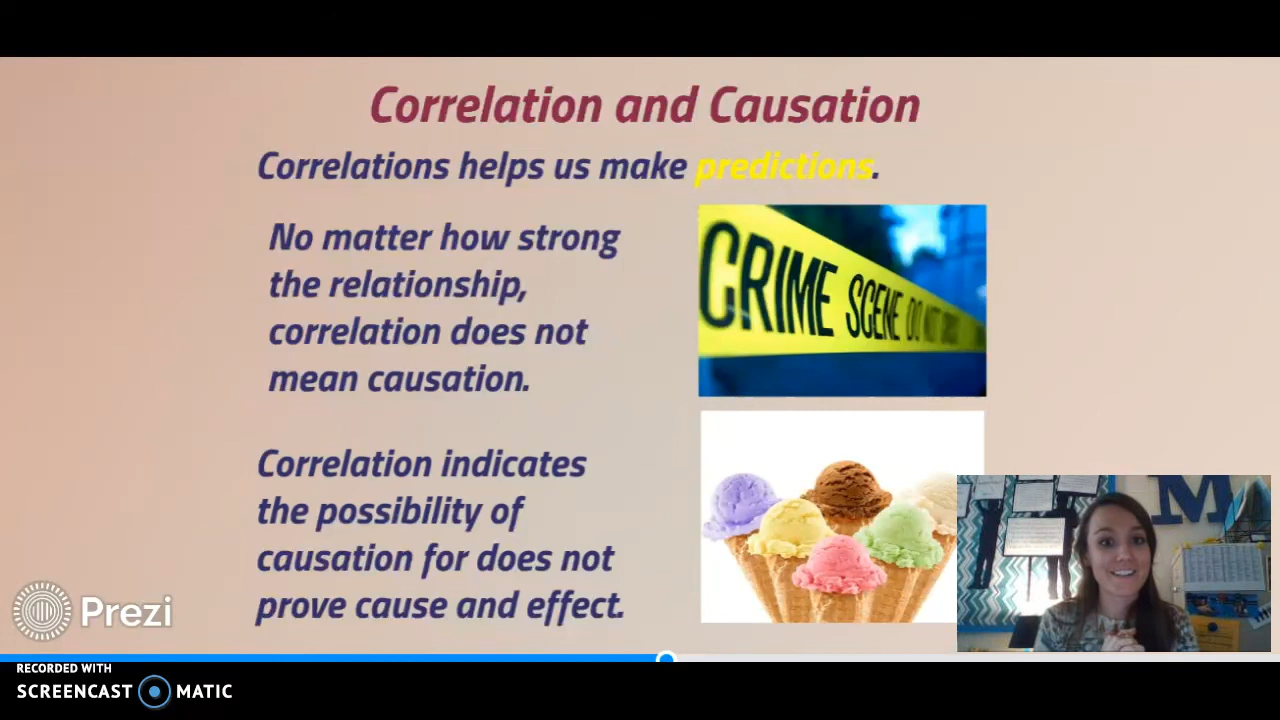 Correlation and Causation
Correlations helps us make predictions.
No matter how strong
the relationship,
correlation does not
mean causation.
CRIME SCENE DO NOT
Correlation indicates
the possibility of
causation for does not
prove cause and effect.
M
Prezi
RECORDED WITH
SCREENCAST MATIC